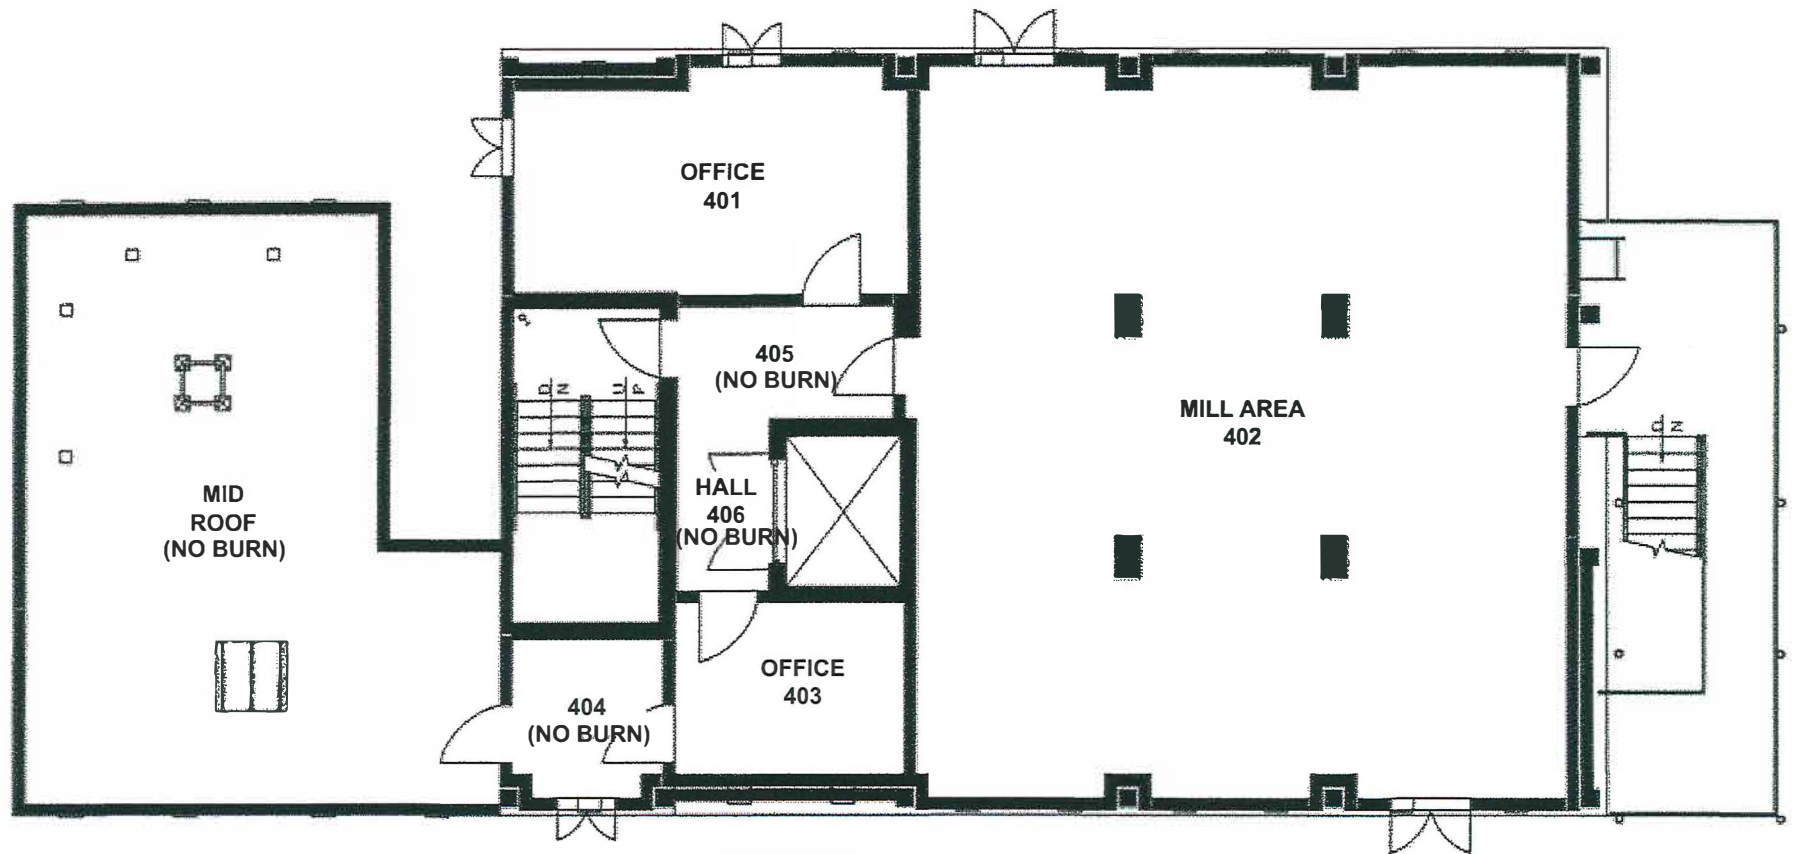 OFFICE
401
405
(NO BURN)
DN
UP
MILL AREA
402
DN
MID
ROOF
(NO BURN)
HALL
406
(NO BURN)
OFFICE
403
404
(NO BURN)